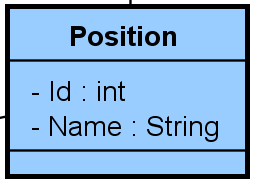 Position
- Id : int
- Name : String